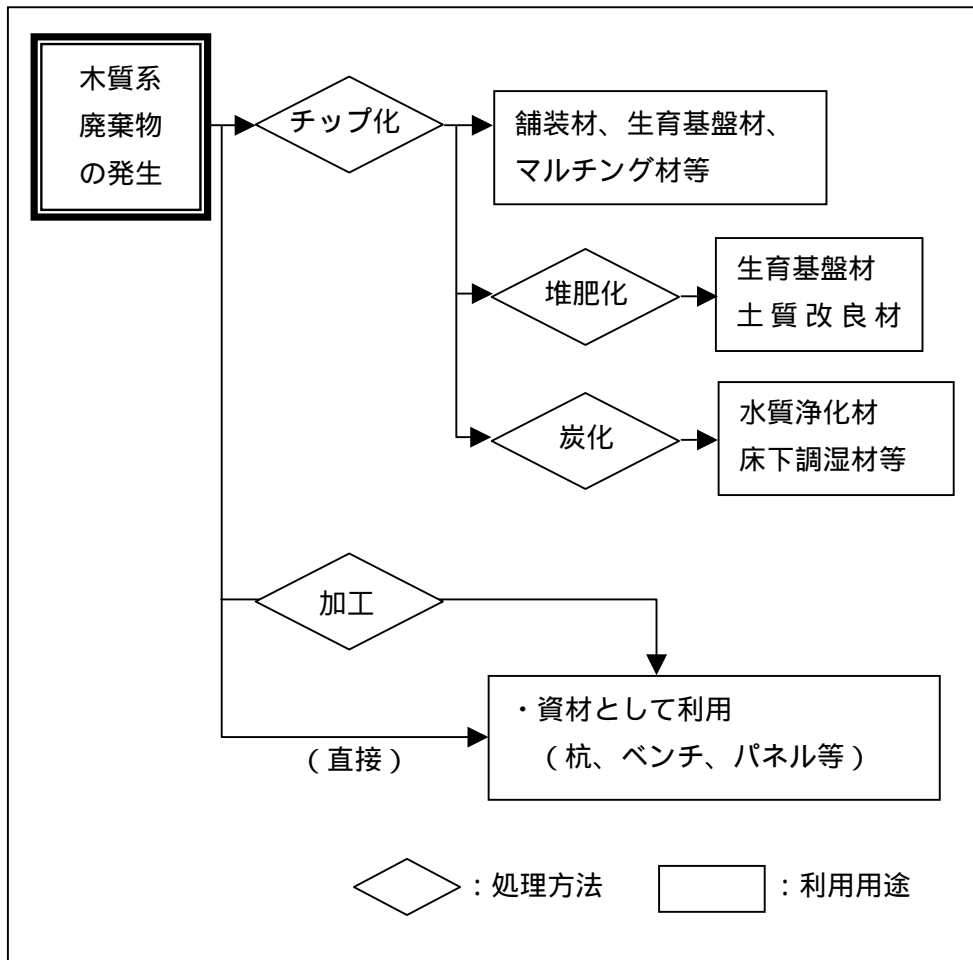 木質系
廃棄物
の発生
チップ化
舗装材、生育基盤材、
マルチング材等
堆肥化
生育基盤材
土質改良材
炭化
水質浄化材
床下調湿材等
加工
・資材として利用
（杭、ベンチ、パネル等）
（直接）
：処理方法
：利用用途